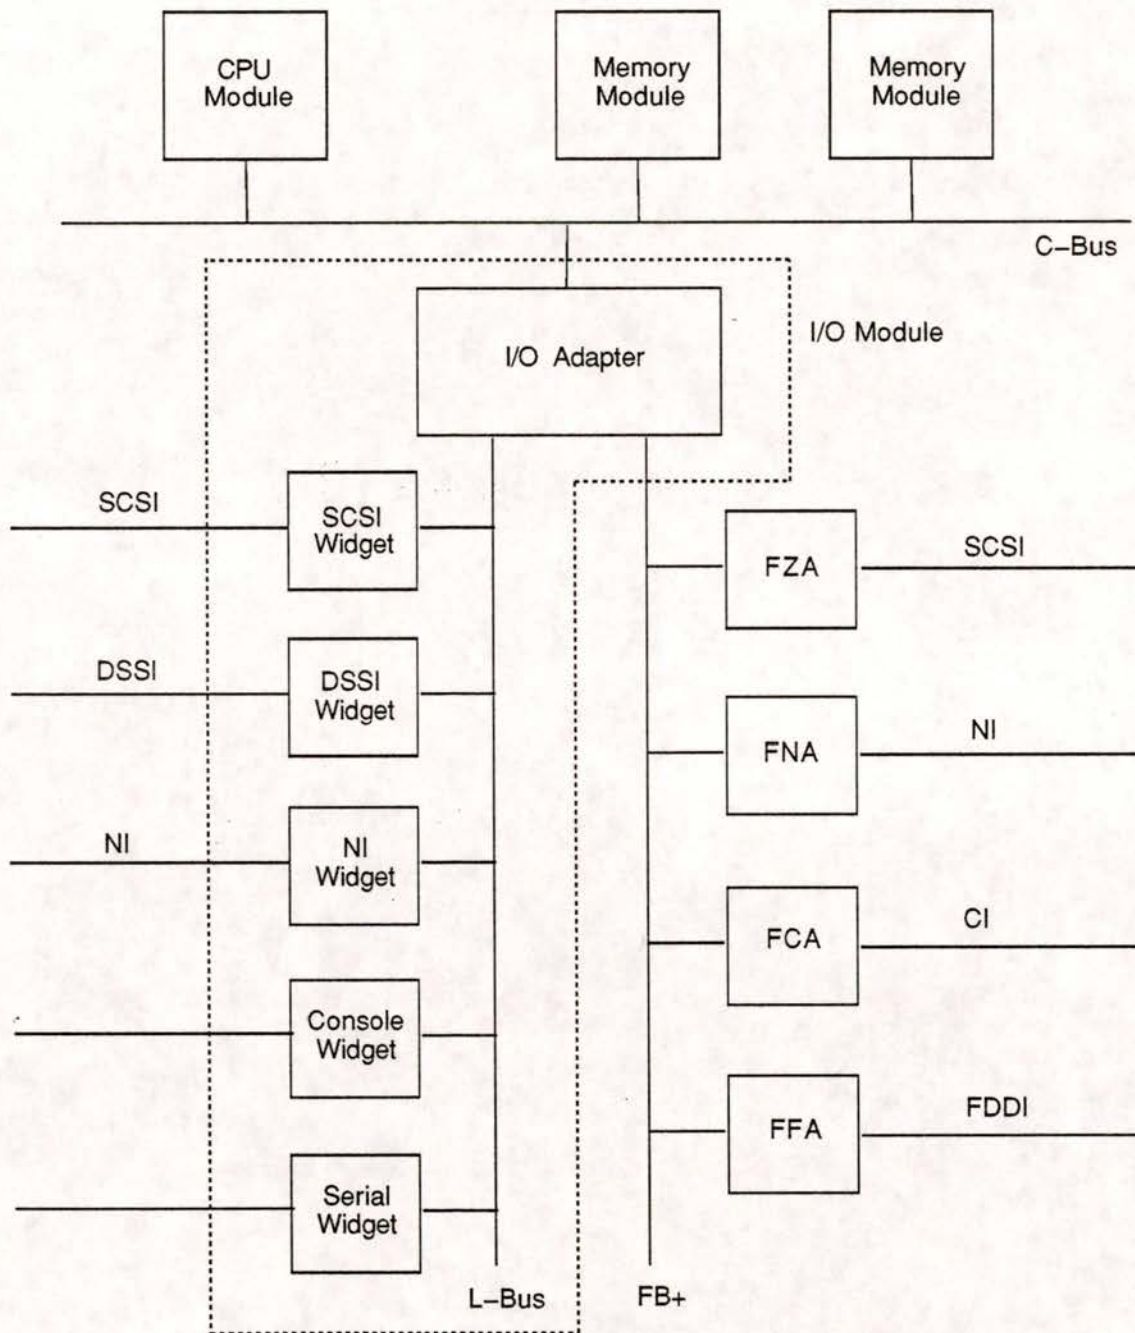 CPU
Module
Memory
Module
Memory
Module
C-Bus
I/O Adapter
I/O Module
SCSI
SCSI
Widget
FZA
SCSI
DSSI
DSSI
Widget
FNA
NI
NI
NI
Widget
FCA
CI
Console
Widget
FFA
FDDI
Serial
Widget
L-Bus
FB+